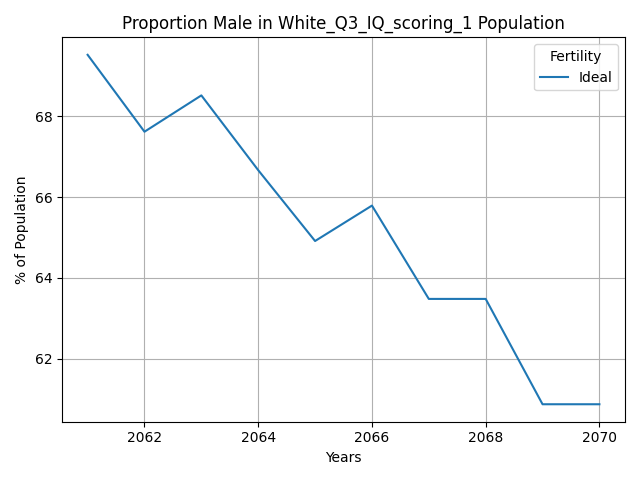 Proportion Male in White_Q3_IQ_scoring_1 Population
Fertility
Ideal
% of Population
68
66
64
62
2062 2064 2066 2068 2070
Years